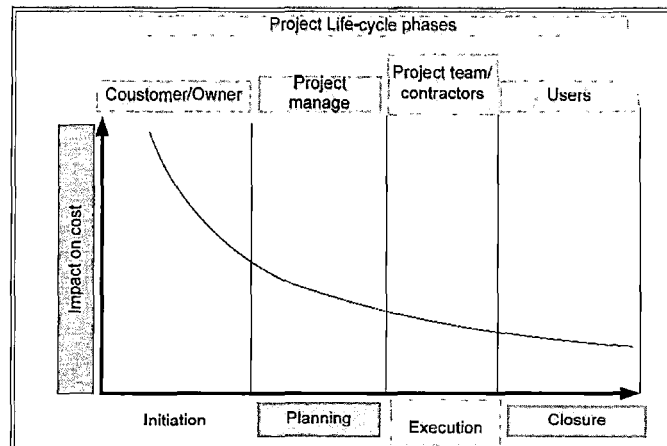 Project Life-cycle phases
Coustomer/Owner
Project
manage
Project team/
contractors
Users
Impact on cost
Initiation
Planning
Execution
Closure